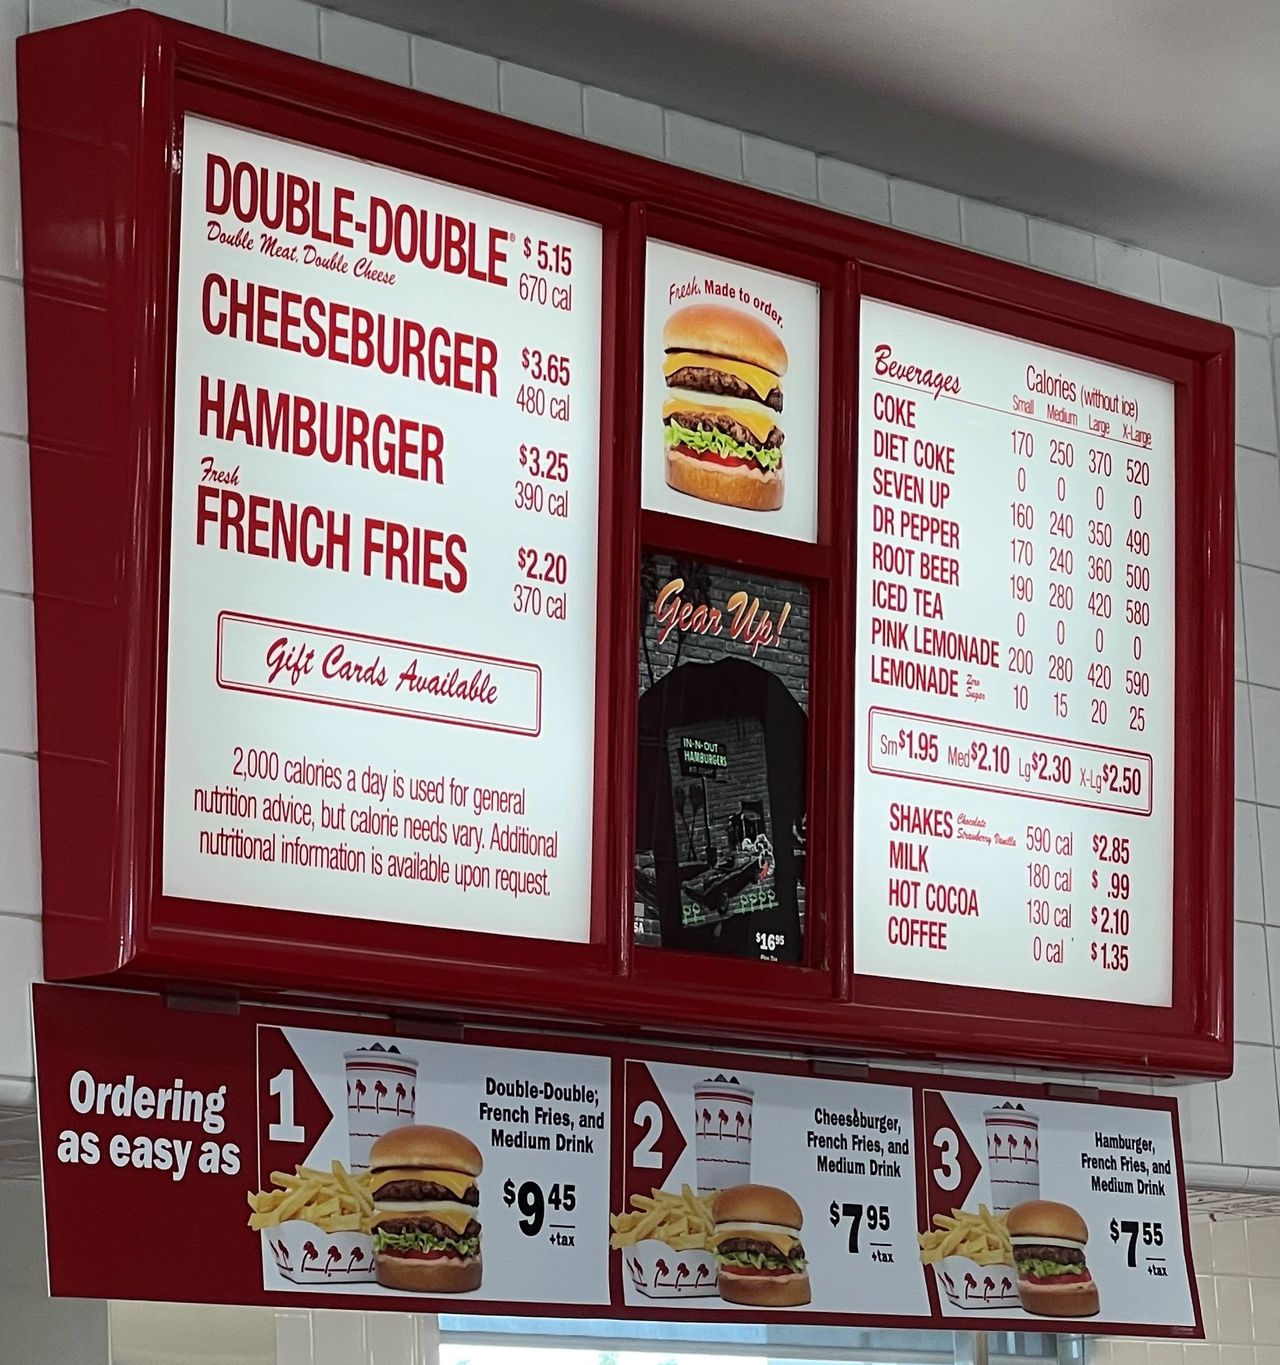 DOUBLE-DOUBLE® $5.15
Double Meat, Double Cheese 670 cal
CHEESEBURGER $3.65
480 cal
HAMBURGER $3.25
390 cal
Fresh
FRENCH FRIES $2.20
370 cal
Gift Cards Available
2,000 calories a day is used for general
nutrition advice, but calorie needs vary. Additional
nutritional information is available upon request.
Fresh. Made to order.
Gear Up!
IN-N-OUT
HAMBURGERS
$16.95
Plus Tax
Beverages Calories (without ice)
Small Medium Large X-Large
COKE 170 250 370 520
DIET COKE 0 0 0 0
SEVEN UP 160 240 350 490
DR PEPPER 170 240 360 500
ROOT BEER 190 280 420 580
ICED TEA 0 0 0 0
PINK LEMONADE 200 280 420 590
LEMONADE Zero Sugar 10 15 20 25
Sm $1.95 Med $2.10 Lg $2.30 X-Lg $2.50
SHAKES Chocolate Strawberry Vanilla 590 cal $2.85
MILK 180 cal $ .99
HOT COCOA 130 cal $2.10
COFFEE 0 cal $1.35
Ordering
as easy as
1
Double-Double,
French Fries, and
Medium Drink
$9.45
+tax
2
Cheeseburger,
French Fries, and
Medium Drink
$7.95
+tax
3
Hamburger,
French Fries, and
Medium Drink
$7.55
+tax